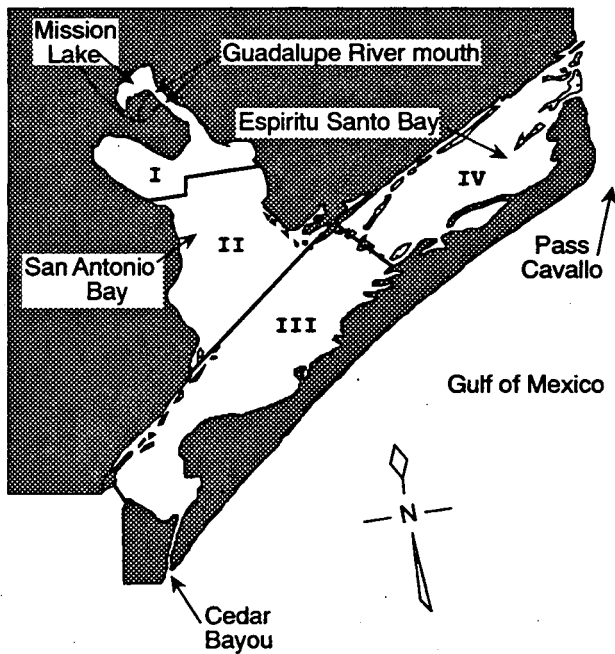 Mission
Lake
Guadalupe River mouth
Espiritu Santo Bay
I
IV
II
San Antonio
Bay
Pass
Cavallo
III
Gulf of Mexico
N
Cedar
Bayou